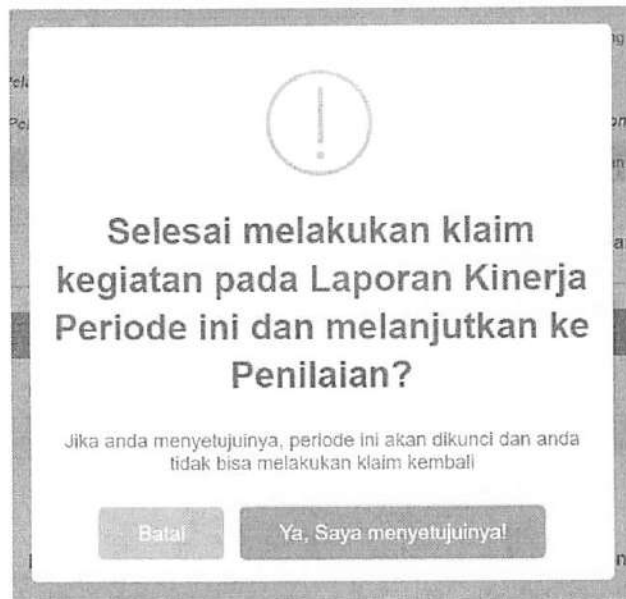 Selesai melakukan klaim
kegiatan pada Laporan Kinerja
Periode ini dan melanjutkan ke
Penilaian?
Jika anda menyetujuinya, periode ini akan dikunci dan anda
tidak bisa melakukan klaim kembali
Batal
Ya, Saya menyetujuinya!